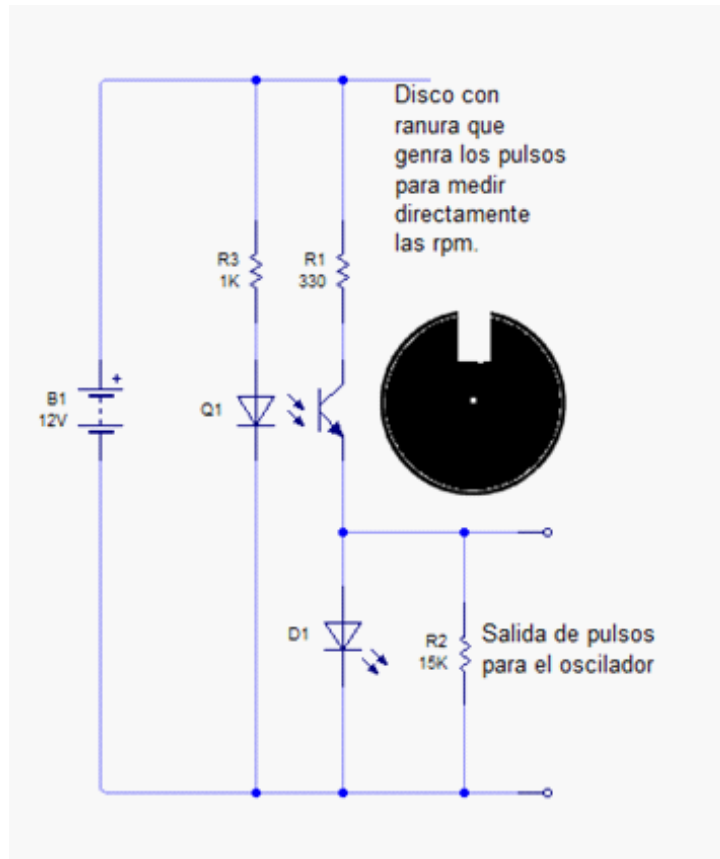 Disco con
ranura que
genra los pulsos
para medir
directamente
las rpm.
R3
1K
R1
330
B1
12V
+
Q1
D1
R2
15K
Salida de pulsos
para el oscilador